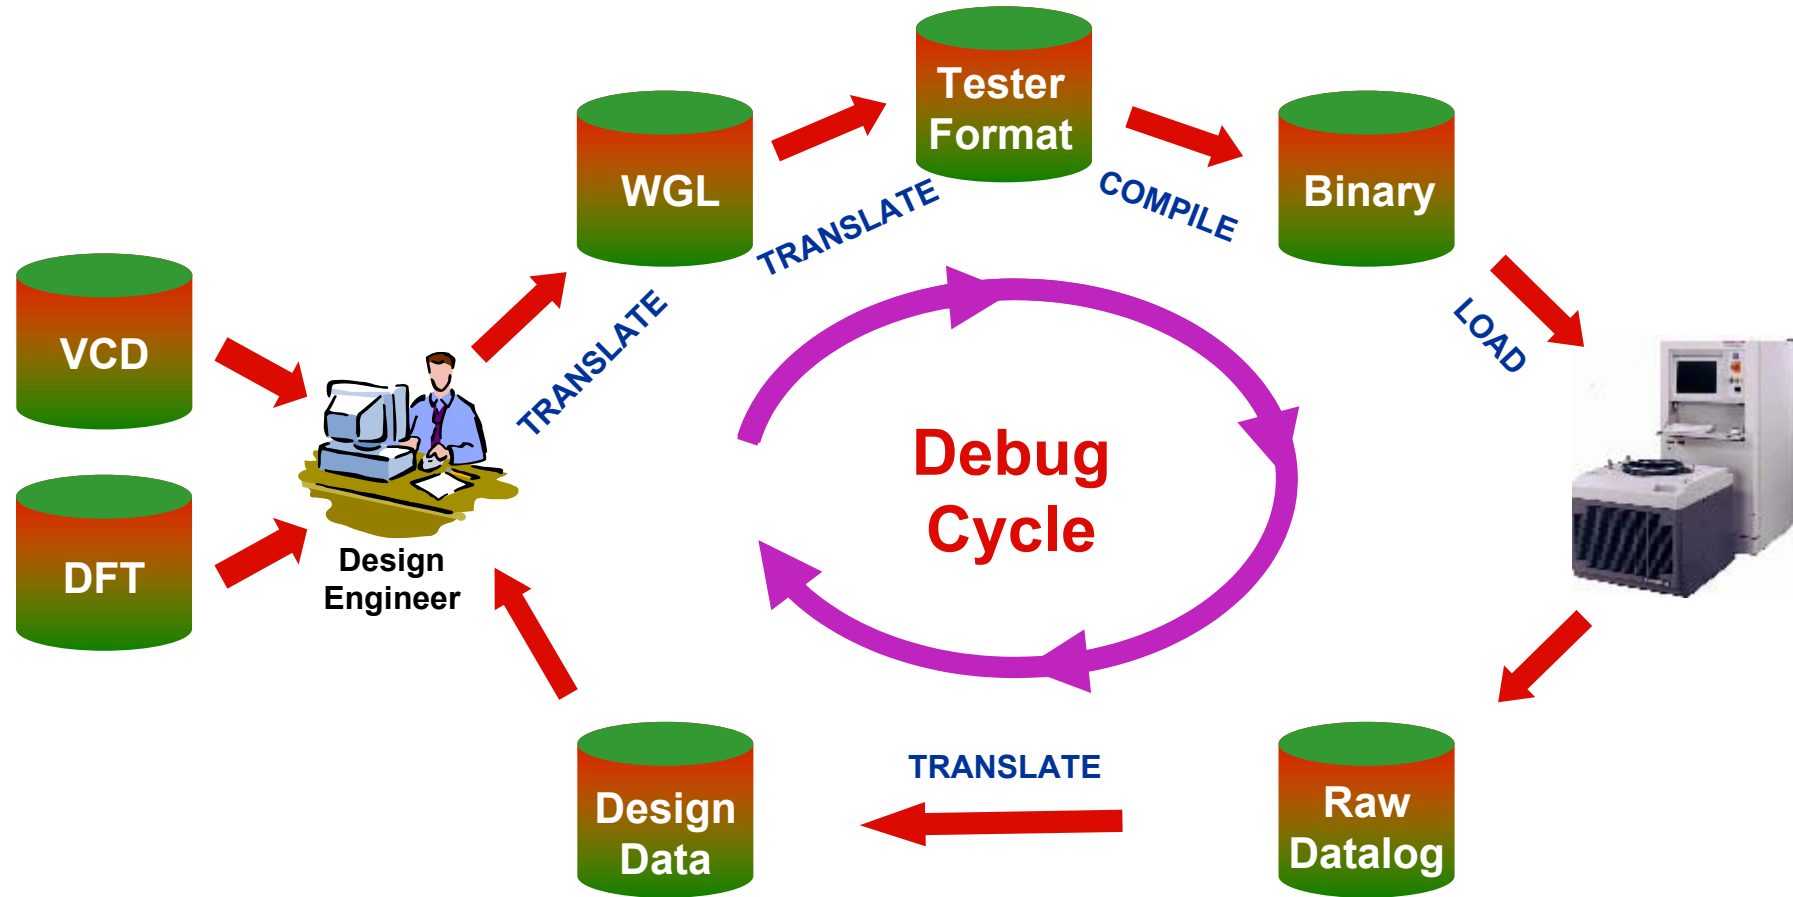 Tester
Format
WGL
TRANSLATE
COMPILE
Binary
VCD
TRANSLATE
LOAD
Debug
Cycle
DFT
Design
Engineer
TRANSLATE
Design
Data
Raw
Datalog